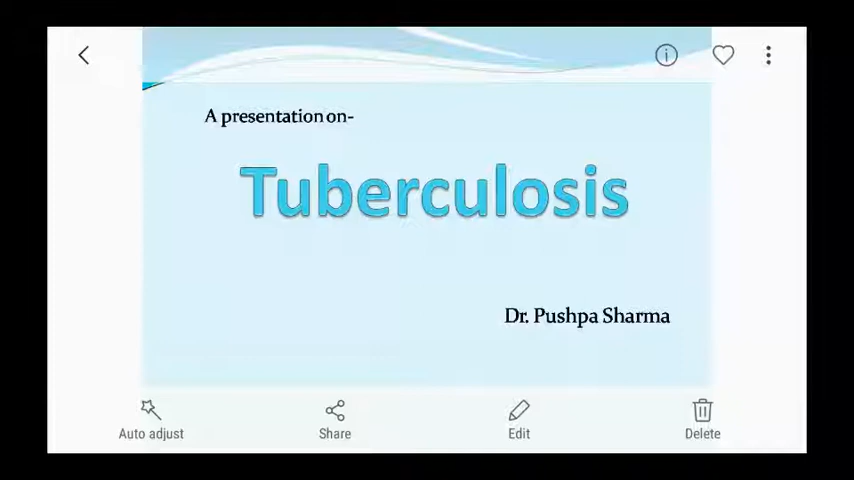 A presentation on-
Tuberculosis
Dr. Pushpa Sharma
Auto adjust
Share
Edit
Delete